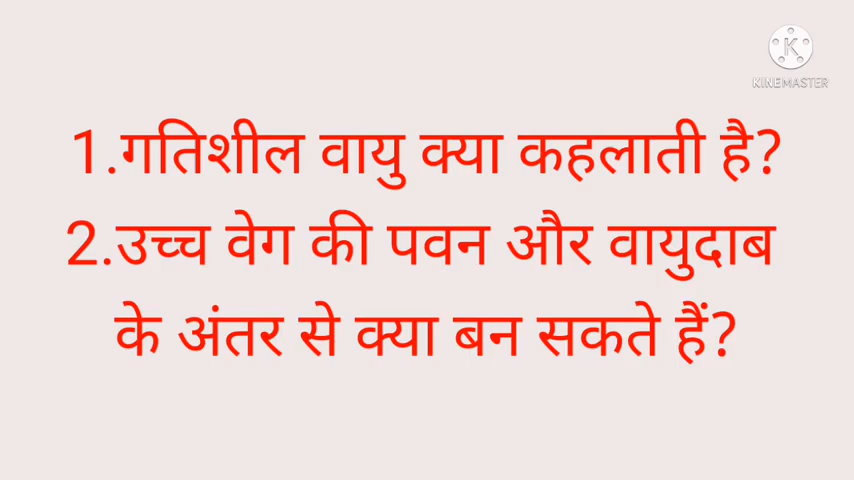 KINEMASTER
1.गतिशील वायु क्या कहलाती है?
2.उच्च वेग की पवन और वायुदाब
के अंतर से क्या बन सकते हैं?